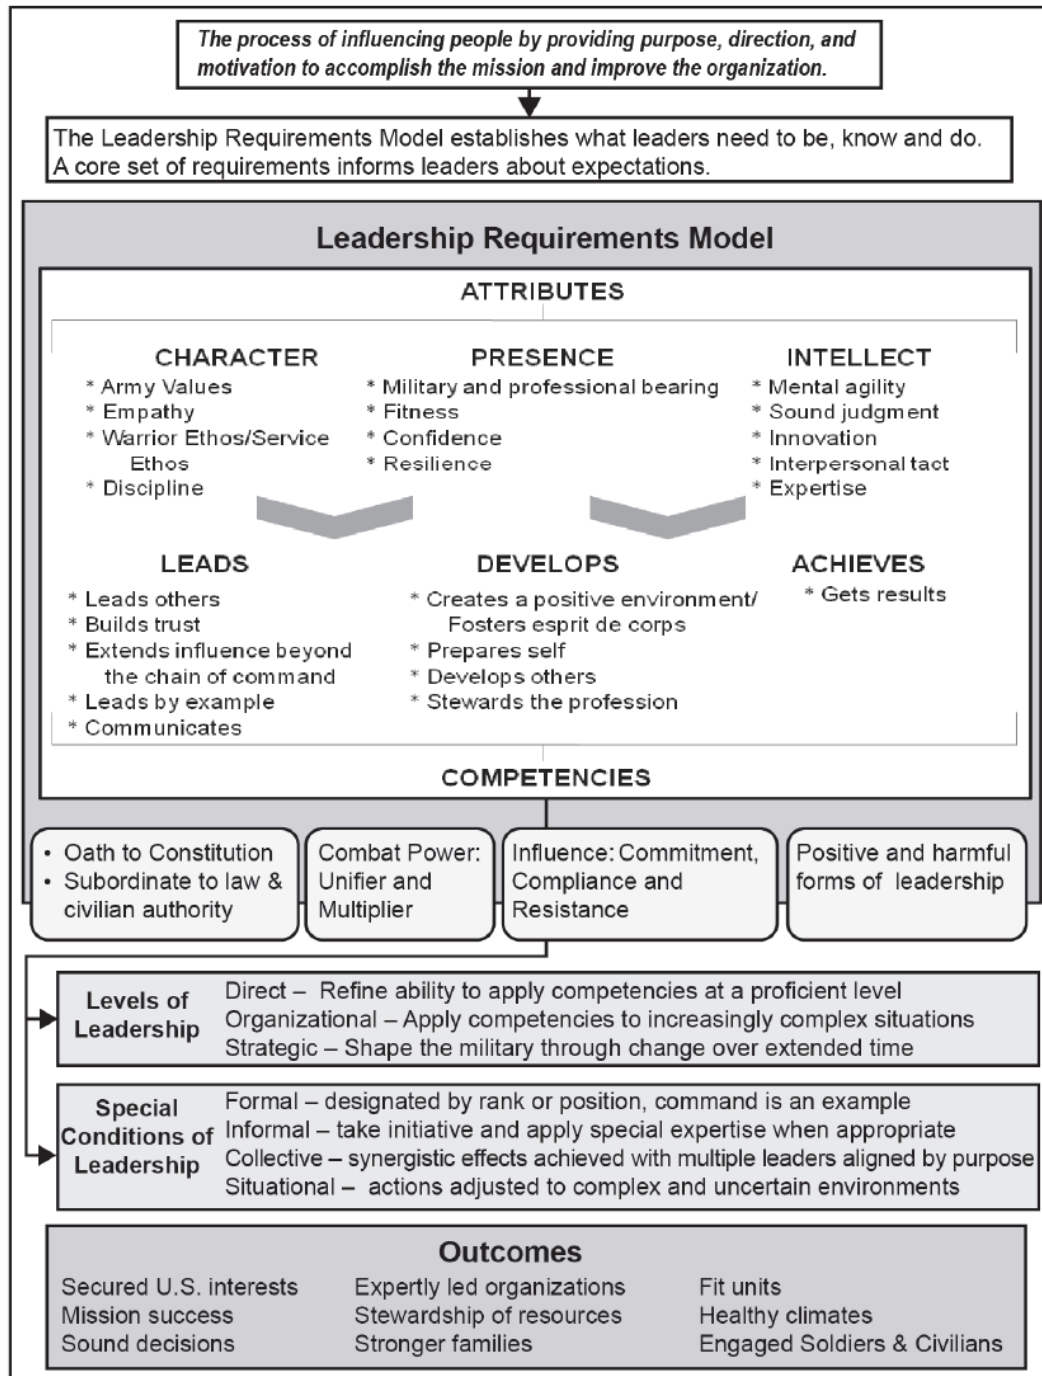 The process of influencing people by providing purpose, direction, and
motivation to accomplish the mission and improve the organization.
The Leadership Requirements Model establishes what leaders need to be, know and do.
A core set of requirements informs leaders about expectations.
Leadership Requirements Model
ATTRIBUTES
CHARACTER
* Army Values
* Empathy
* Warrior Ethos/Service
Ethos
* Discipline
PRESENCE
* Military and professional bearing
* Fitness
* Confidence
* Resilience
INTELLECT
* Mental agility
* Sound judgment
* Innovation
* Interpersonal tact
* Expertise
LEADS
* Leads others
* Builds trust
* Extends influence beyond
the chain of command
* Leads by example
* Communicates
DEVELOPS
* Creates a positive environment/
Fosters esprit de corps
* Prepares self
* Develops others
* Stewards the profession
ACHIEVES
* Gets results
COMPETENCIES
• Oath to Constitution
• Subordinate to law &
civilian authority
Combat Power:
Unifier and
Multiplier
Influence: Commitment,
Compliance and
Resistance
Positive and harmful
forms of leadership
Levels of
Leadership
Direct – Refine ability to apply competencies at a proficient level
Organizational – Apply competencies to increasingly complex situations
Strategic – Shape the military through change over extended time
Special
Conditions of
Leadership
Formal – designated by rank or position, command is an example
Informal – take initiative and apply special expertise when appropriate
Collective – synergistic effects achieved with multiple leaders aligned by purpose
Situational – actions adjusted to complex and uncertain environments
Outcomes
Secured U.S. interests
Mission success
Sound decisions
Expertly led organizations
Stewardship of resources
Stronger families
Fit units
Healthy climates
Engaged Soldiers & Civilians